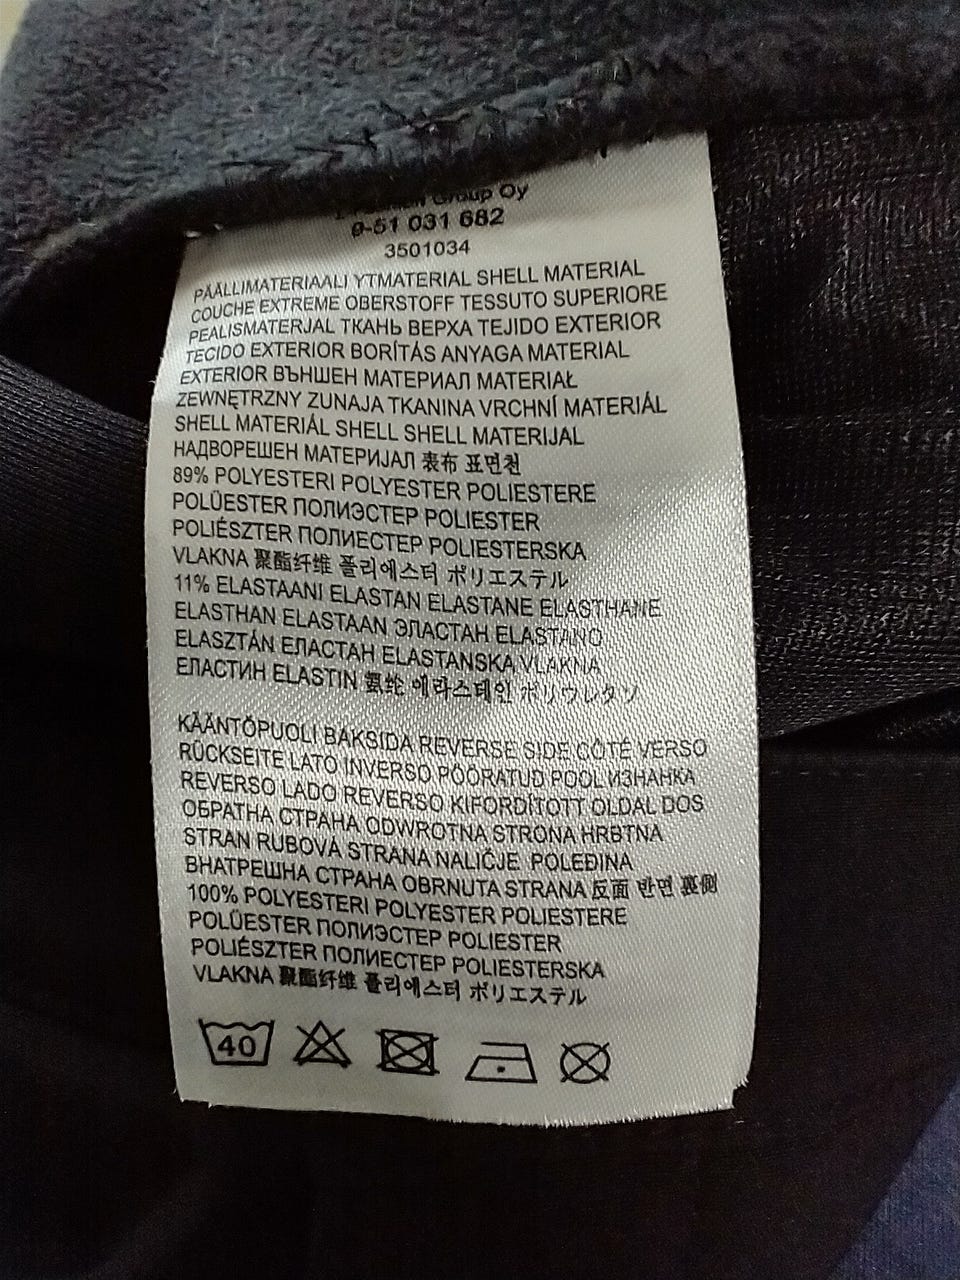 Group Oy
0-51 031 682
3501034
PÄÄLLIMATERIAALI YTMATERIAL SHELL MATERIAL
COUCHE EXTREME OBERSTOFF TESSUTO SUPERIORE
PEALISMATERJAL ТКАНЬ ВЕРХА TEJIDO EXTERIOR
TECIDO EXTERIOR BORÍTÁS ANYAGA MATERIAL
EXTERIOR ВЪНШЕН МАТЕРИАЛ MATERIAŁ
ZEWNĘTRZNY ZUNAJA TKANINA VRCHNÍ MATERIÁL
SHELL MATERIÁL SHELL SHELL MATERIJAL
НАДВОРЕШЕН МАТЕРИЈАЛ 表布 표면천
89% POLYESTERI POLYESTER POLIESTERE
POLÜESTER ПОЛИЭСТЕР POLIESTER
POLIÉSZTER ПОЛИЕСТЕР POLIESTERSKA
VLAKNA 聚酯纤维 폴리에스터 ポリエステル
11% ELASTAANI ELASTAN ELASTANE ELASTHANE
ELASTHAN ELASTAAN ЭЛАСТАН ELASTANO
ELASZTÁN ЕЛАСТАН ELASTANSKA VLAKNA
ЕЛАСТИН ELASTIN 氨纶 에라스테인 ポリウレタン
KÄÄNTÖPUOLI BAKSIDA REVERSE SIDE CÔTÉ VERSO
RÜCKSEITE LATO INVERSO PÖÖRATUD POOL ИЗНАНКА
REVERSO LADO REVERSO KIFORDÍTOTT OLDAL DOS
ОБРАТНА СТРАНА ODWROTNA STRONA HRBTNA
STRAN RUBOVÁ STRANA NALIČJE POLEĐINA
ВНАТРЕШНА СТРАНА OBRNUTA STRANA 反面 반면 裏側
100% POLYESTERI POLYESTER POLIESTERE
POLÜESTER ПОЛИЭСТЕР POLIESTER
POLIÉSZTER ПОЛИЕСТЕР POLIESTERSKA
VLAKNA 聚酯纤维 폴리에스터 ポリエステル
40